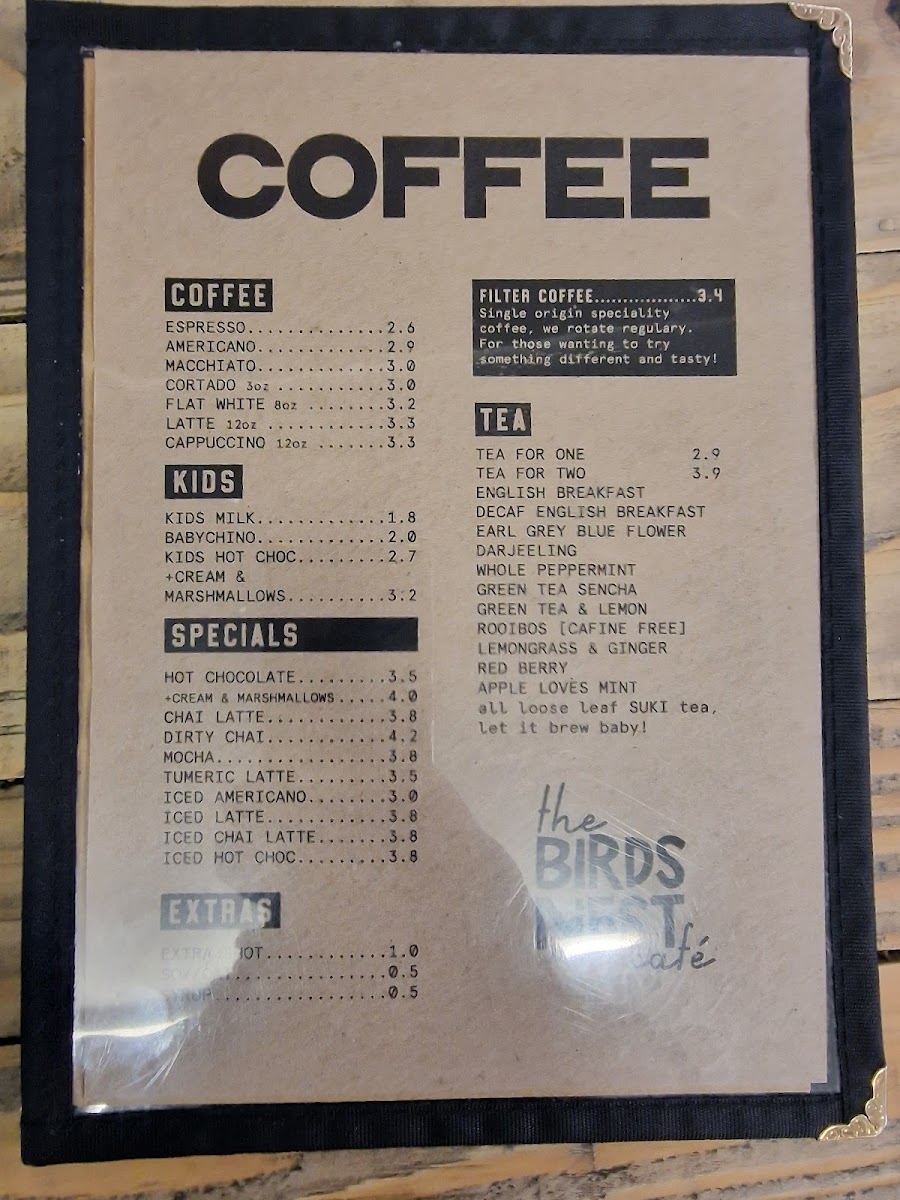 COFFEE
COFFEE
ESPRESSO...............2.6
AMERICANO..............2.9
MACCHIATO..............3.0
CORTADO 3oz ...........3.0
FLAT WHITE 8oz ........3.2
LATTE 12oz ............3.3
CAPPUCCINO 12oz .......3.3
KIDS
KIDS MILK..............1.8
BABYCHINO..............2.0
KIDS HOT CHOC..........2.7
+CREAM &
MARSHMALLOWS...........3.2
SPECIALS
HOT CHOCOLATE..........3.5
+CREAM & MARSHMALLOWS.....4.0
CHAI LATTE.............3.8
DIRTY CHAI.............4.2
MOCHA..................3.8
TUMERIC LATTE..........3.5
ICED AMERICANO.........3.0
ICED LATTE.............3.8
ICED CHAI LATTE........3.8
ICED HOT CHOC..........3.8
EXTRAS
EXTRA SHOT.............1.0
.......0.5
SYRUP..................0.5
FILTER COFFEE..................3.4
Single origin speciality
coffee, we rotate regulary.
For those wanting to try
something different and tasty!
TEA
TEA FOR ONE 2.9
TEA FOR TWO 3.9
ENGLISH BREAKFAST
DECAF ENGLISH BREAKFAST
EARL GREY BLUE FLOWER
DARJEELING
WHOLE PEPPERMINT
GREEN TEA SENCHA
GREEN TEA & LEMON
ROOIBOS [CAFINE FREE]
LEMONGRASS & GINGER
RED BERRY
APPLE LOVES MINT
all loose leaf SUKI tea,
let it brew baby!
the
BIRDS
NEST
café